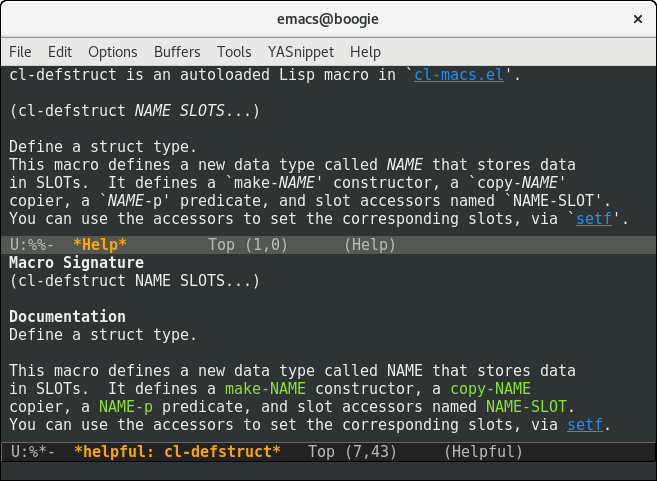 emacs@boogie ×
File Edit Options Buffers Tools YASnippet Help
cl-defstruct is an autoloaded Lisp macro in `cl-macs.el'.
(cl-defstruct NAME SLOTS...)
Define a struct type.
This macro defines a new data type called NAME that stores data
in SLOTs.  It defines a `make-NAME' constructor, a `copy-NAME'
copier, a `NAME-p' predicate, and slot accessors named `NAME-SLOT'.
You can use the accessors to set the corresponding slots, via `setf'.
U:%%-  *Help*         Top (1,0)      (Help)
Macro Signature
(cl-defstruct NAME SLOTS...)
Documentation
Define a struct type.
This macro defines a new data type called NAME that stores data
in SLOTs.  It defines a make-NAME constructor, a copy-NAME
copier, a NAME-p predicate, and slot accessors named NAME-SLOT.
You can use the accessors to set the corresponding slots, via setf.
U:%*-  *helpful: cl-defstruct*   Top (7,43)     (Helpful)